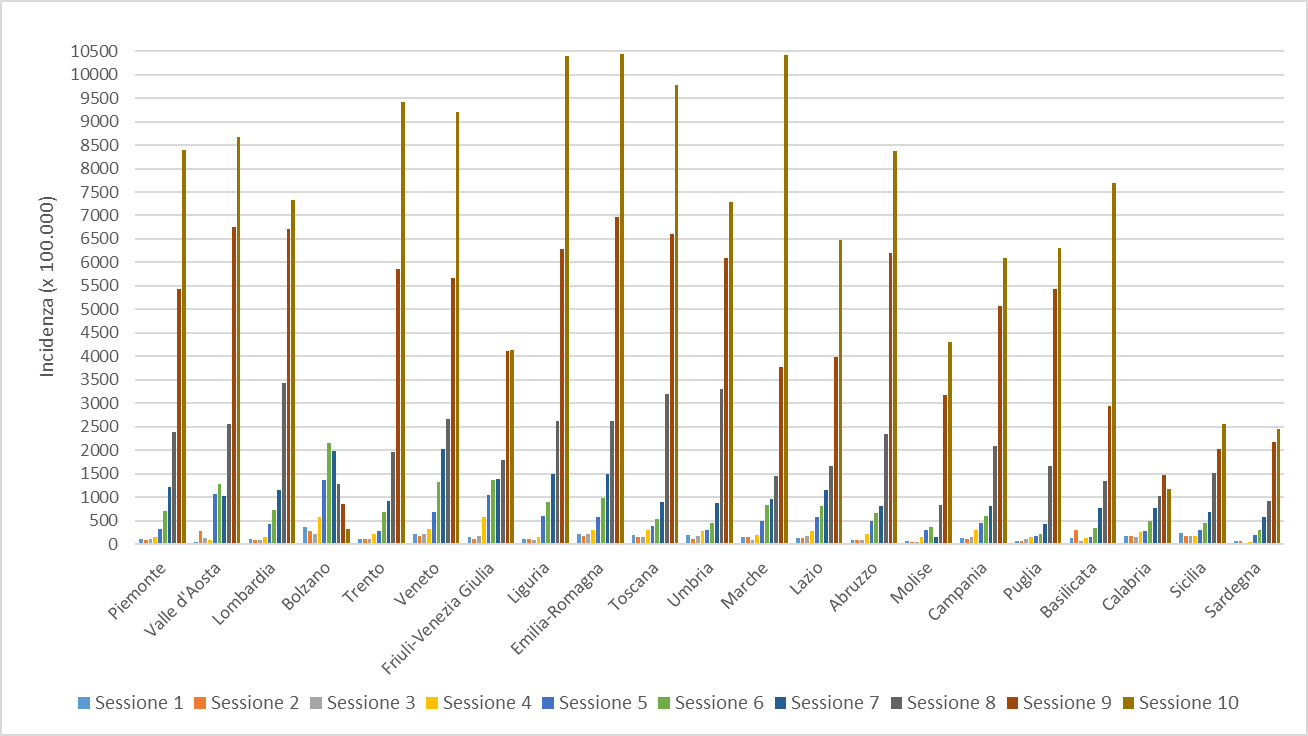 Incidenza (x 100.000)
10500
10000
9500
9000
8500
8000
7500
7000
6500
6000
5500
5000
4500
4000
3500
3000
2500
2000
1500
1000
500
0
Piemonte
Valle d'Aosta
Lombardia
Bolzano
Trento
Veneto
Friuli-Venezia Giulia
Liguria
Emilia-Romagna
Toscana
Umbria
Marche
Lazio
Abruzzo
Molise
Campania
Puglia
Basilicata
Calabria
Sicilia
Sardegna
Sessione 1 Sessione 2 Sessione 3 Sessione 4 Sessione 5 Sessione 6 Sessione 7 Sessione 8 Sessione 9 Sessione 10